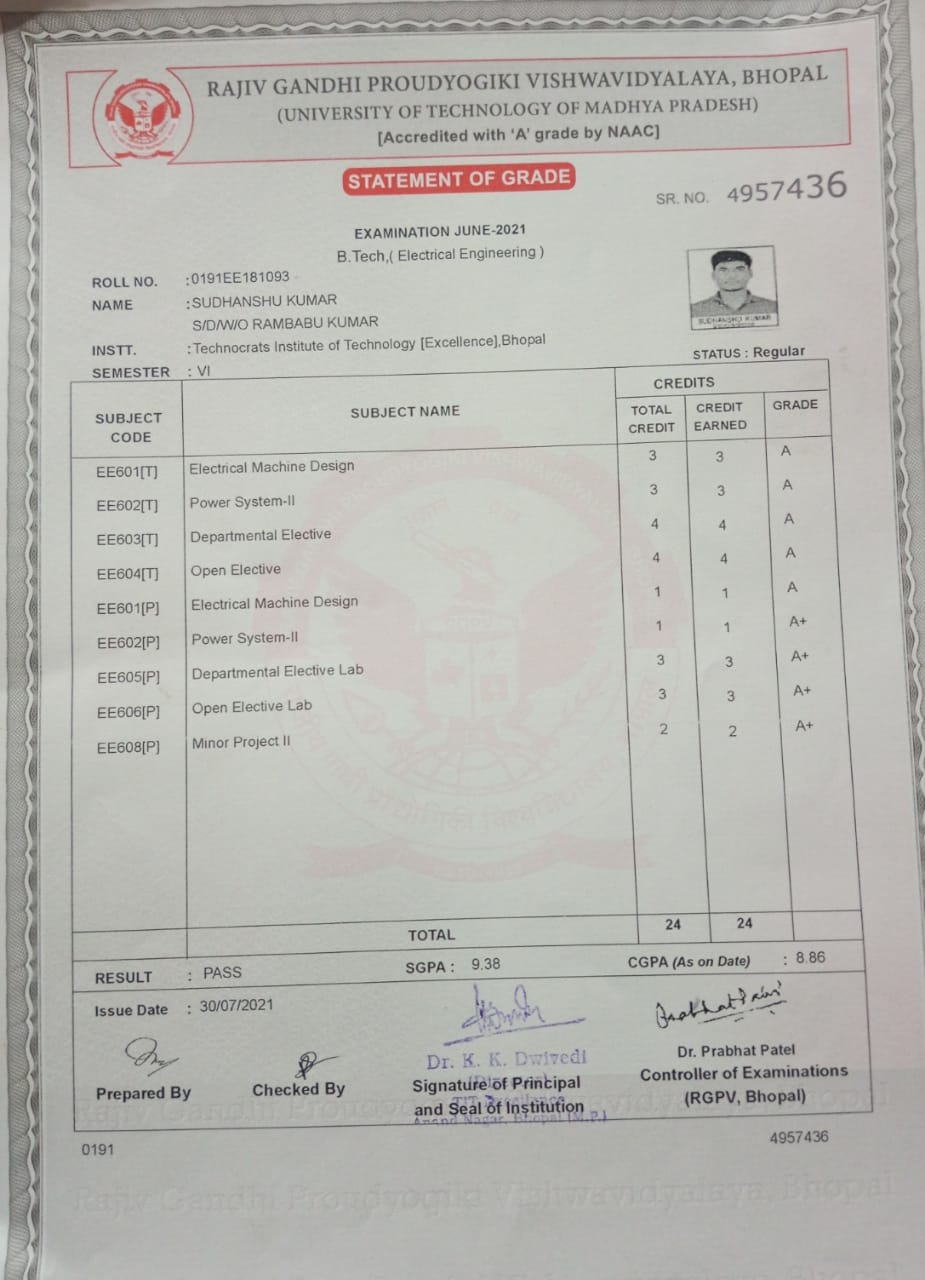 RAJIV GANDHI PROUDYOGIKI VISHWAVIDYALAYA, BHOPAL
(UNIVERSITY OF TECHNOLOGY OF MADHYA PRADESH)
[Accredited with 'A' grade by NAAC]
STATEMENT OF GRADE
SR. NO. 4957436
EXAMINATION JUNE-2021
B.Tech,( Electrical Engineering )
ROLL NO. :0191EE181093
NAME :SUDHANSHU KUMAR
S/D/W/O RAMBABU KUMAR
SUDHANSHU KUMAR
INSTT. :Technocrats Institute of Technology [Excellence],Bhopal
STATUS : Regular
SEMESTER : VI
SUBJECT CODE SUBJECT NAME CREDITS
TOTAL CREDIT CREDIT EARNED GRADE
EE601[T] Electrical Machine Design 3 3 A
EE602[T] Power System-II 3 3 A
EE603[T] Departmental Elective 4 4 A
EE604[T] Open Elective 4 4 A
EE601[P] Electrical Machine Design 1 1 A
EE602[P] Power System-II 1 1 A+
EE605[P] Departmental Elective Lab 3 3 A+
EE606[P] Open Elective Lab 3 3 A+
EE608[P] Minor Project II 2 2 A+
TOTAL 24 24
RESULT : PASS SGPA : 9.38 CGPA (As on Date) : 8.86
Issue Date : 30/07/2021
Prabhat Patel
Dr. K. K. Dwivedi
Dr. Prabhat Patel
Prepared By Checked By Signature of Principal Controller of Examinations
and Seal of Institution (RGPV, Bhopal)
Anand Nagar, Bhopal (M.P.)
0191 4957436
Rajiv Gandhi Proudyogiki Vishwavidyalaya, Bhopal